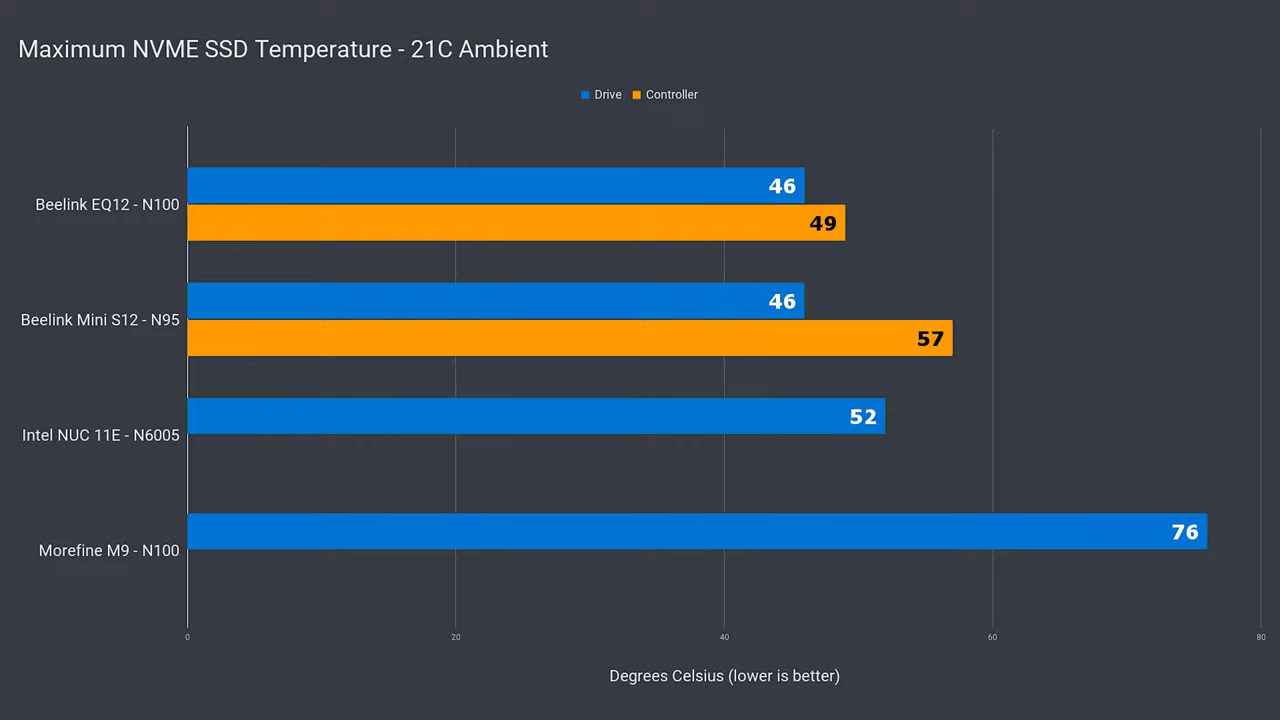 Maximum NVME SSD Temperature - 21C Ambient
Drive Controller
Beelink EQ12 - N100
46
49
Beelink Mini S12 - N95
46
57
Intel NUC 11E - N6005
52
Morefine M9 - N100
76
0 20 40 60 80
Degrees Celsius (lower is better)